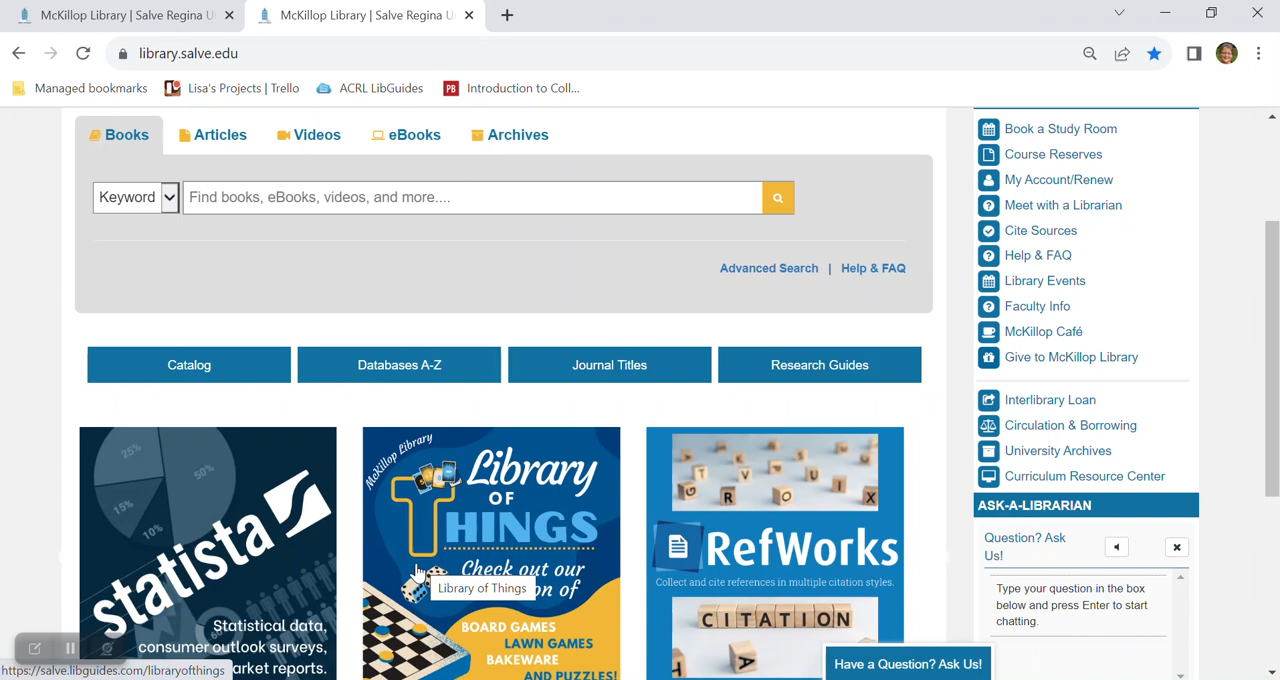 McKillop Library | Salve Regina U
McKillop Library | Salve Regina U
library.salve.edu
Managed bookmarks
Lisa's Projects | Trello
ACRL LibGuides
PB
Introduction to Coll...
Books
Articles
Videos
eBooks
Archives
Keyword
Find books, eBooks, videos, and more....
Advanced Search | Help & FAQ
Catalog
Databases A-Z
Journal Titles
Research Guides
25%
50%
15%
10%
statista
Statistical data,
consumer outlook surveys,
arket reports.
McKillop Library
Library
OF
THINGS
Check out our
on of
Library of Things
BOARD GAMES
LAWN GAMES
BAKEWARE
AND PUZZLES!
RefWorks
Collect and cite references in multiple citation styles.
CITATION
A
Book a Study Room
Course Reserves
My Account/Renew
Meet with a Librarian
Cite Sources
Help & FAQ
Library Events
Faculty Info
McKillop Café
Give to McKillop Library
Interlibrary Loan
Circulation & Borrowing
University Archives
Curriculum Resource Center
ASK-A-LIBRARIAN
Question? Ask
Us!
Type your question in the box
below and press Enter to start
chatting.
Have a Question? Ask Us!
https://salve.libguides.com/libraryofthings